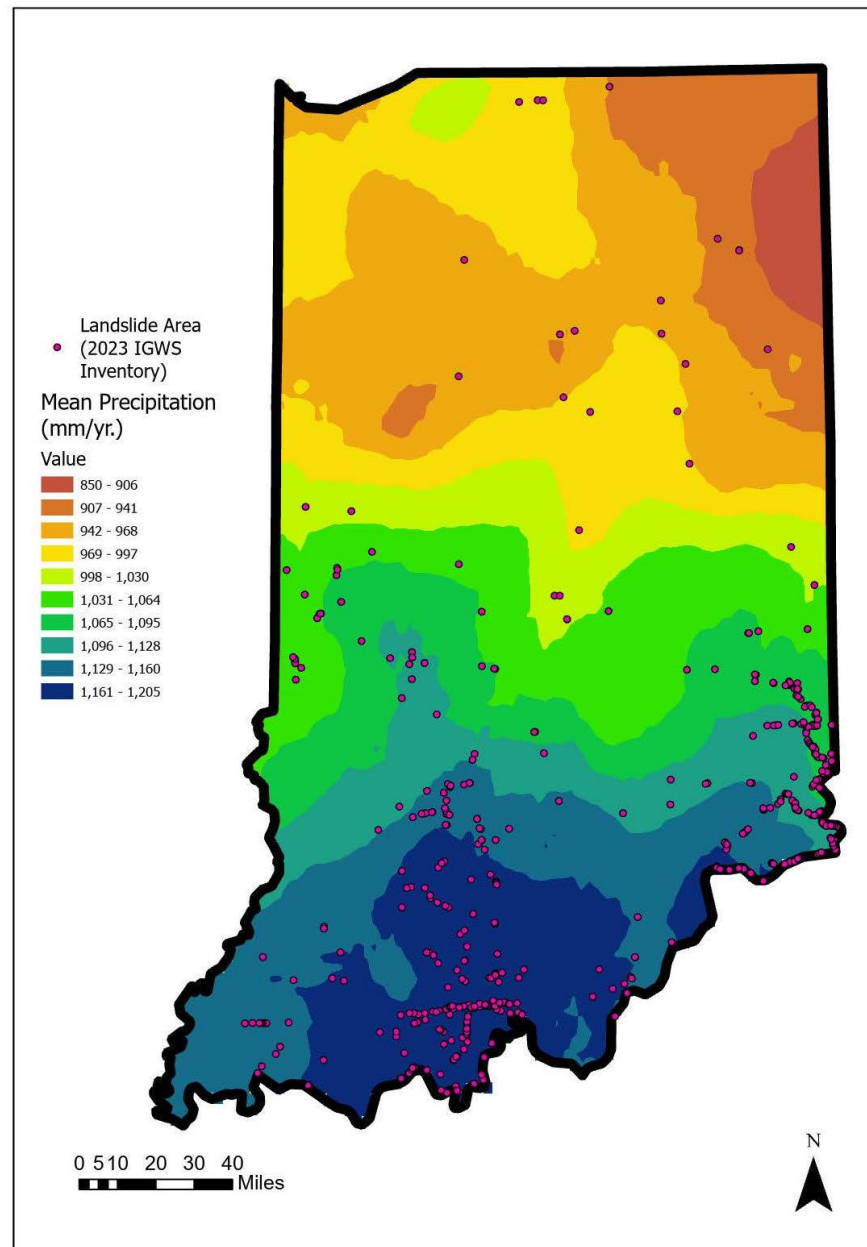 Landslide Area
(2023 IGWS
Inventory)
Mean Precipitation
(mm/yr.)
Value
850 - 906
907 - 941
942 - 968
969 - 997
998 - 1,030
1,031 - 1,064
1,065 - 1,095
1,096 - 1,128
1,129 - 1,160
1,161 - 1,205
N
0 5 10 20 30 40
Miles